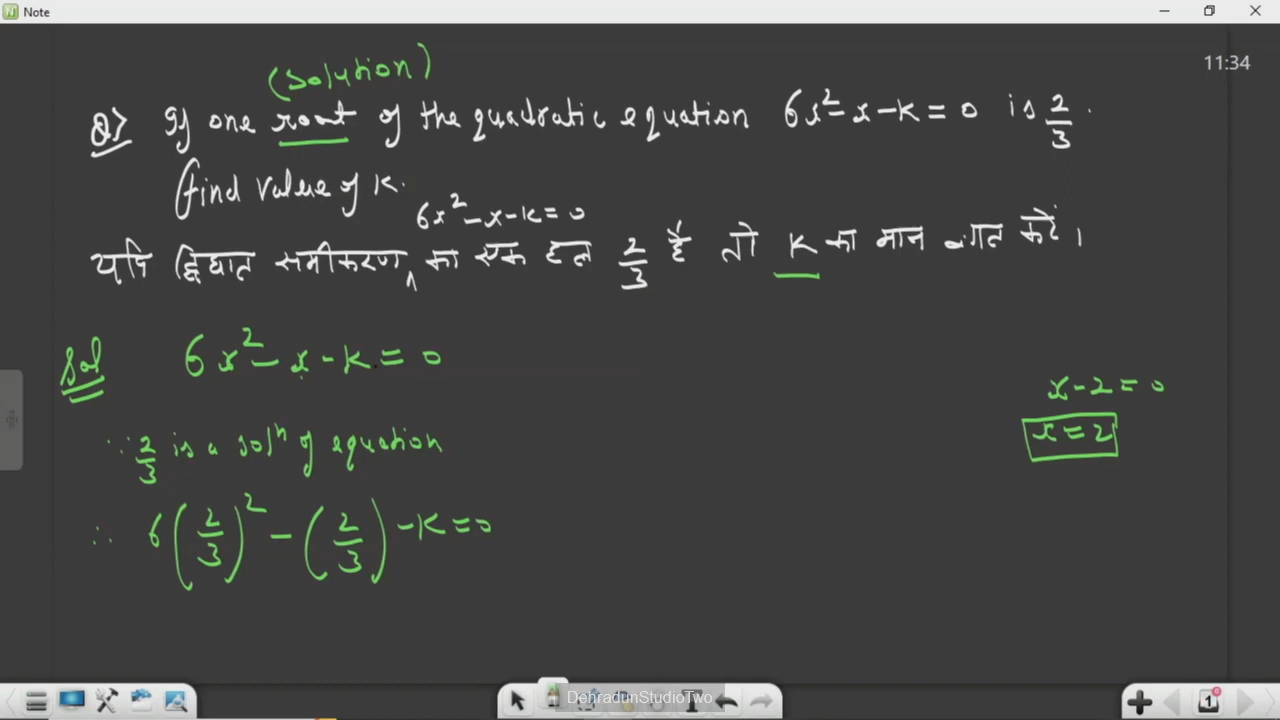 Note
11:34
(Solution)
Q> If one root of the quadratic equation 6x² - x - k = 0 is 2/3.
find value of k.
6x² - x - k = 0
यदि द्विघात समीकरण ∧ का एक हल 2/3 है तो k का मान ज्ञात करें।
Sol 6x² - x - k = 0
x - 2 = 0
x = 2
∵ 2/3 is a solⁿ of equation
∴ 6(2/3)² - (2/3) - k = 0
DehradunStudioTwo
1